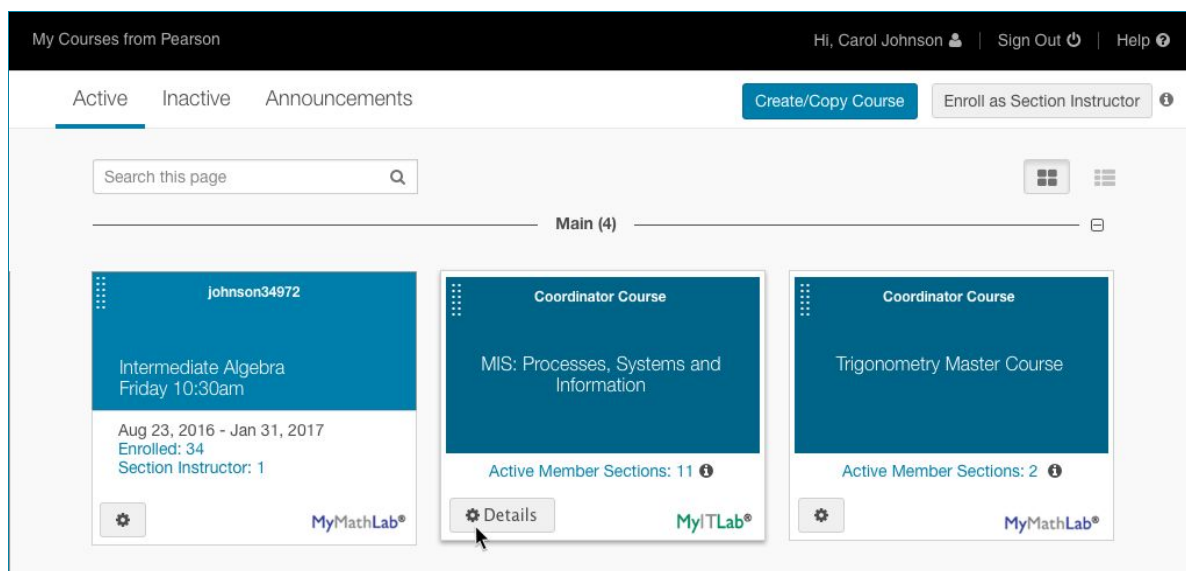 My Courses from Pearson
Hi, Carol Johnson | Sign Out | Help
Active Inactive Announcements
Create/Copy Course Enroll as Section Instructor
Search this page
Main (4)
johnson34972
Intermediate Algebra
Friday 10:30am
Aug 23, 2016 - Jan 31, 2017
Enrolled: 34
Section Instructor: 1
MyMathLab®
Coordinator Course
MIS: Processes, Systems and
Information
Active Member Sections: 11
Details
MyITLab®
Coordinator Course
Trigonometry Master Course
Active Member Sections: 2
MyMathLab®